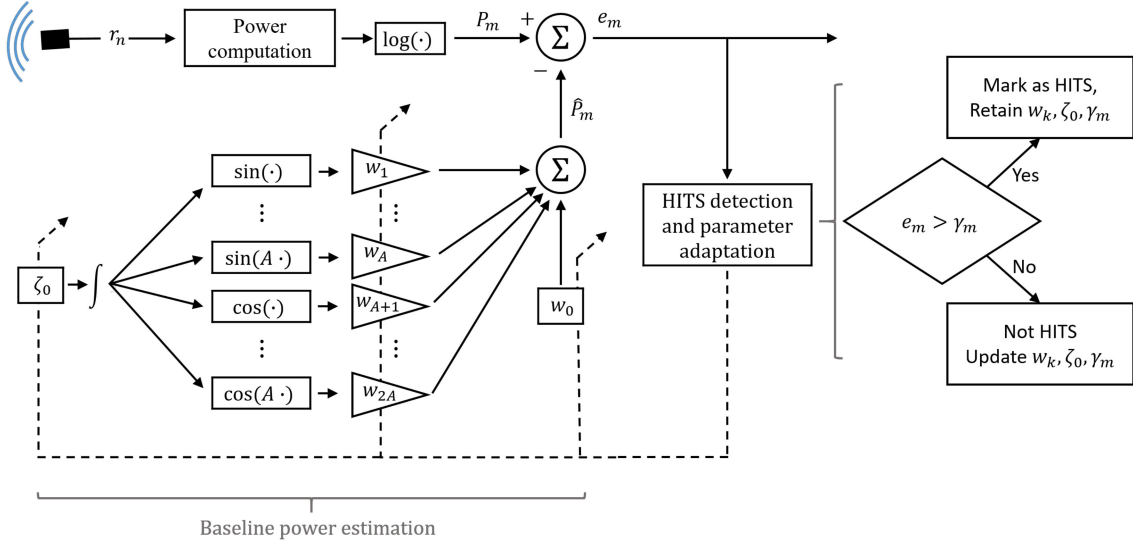 r_n
Power
computation
log(·)
P_m
+
Σ
e_m
−
P̂_m
Σ
sin(·)
w_1
⋮
⋮
sin(A ·)
w_A
ζ_0
∫
cos(·)
w_{A+1}
w_0
⋮
⋮
cos(A ·)
w_{2A}
HITS detection
and parameter
adaptation
Mark as HITS,
Retain w_k, ζ_0, γ_m
Yes
e_m > γ_m
No
Not HITS
Update w_k, ζ_0, γ_m
Baseline power estimation